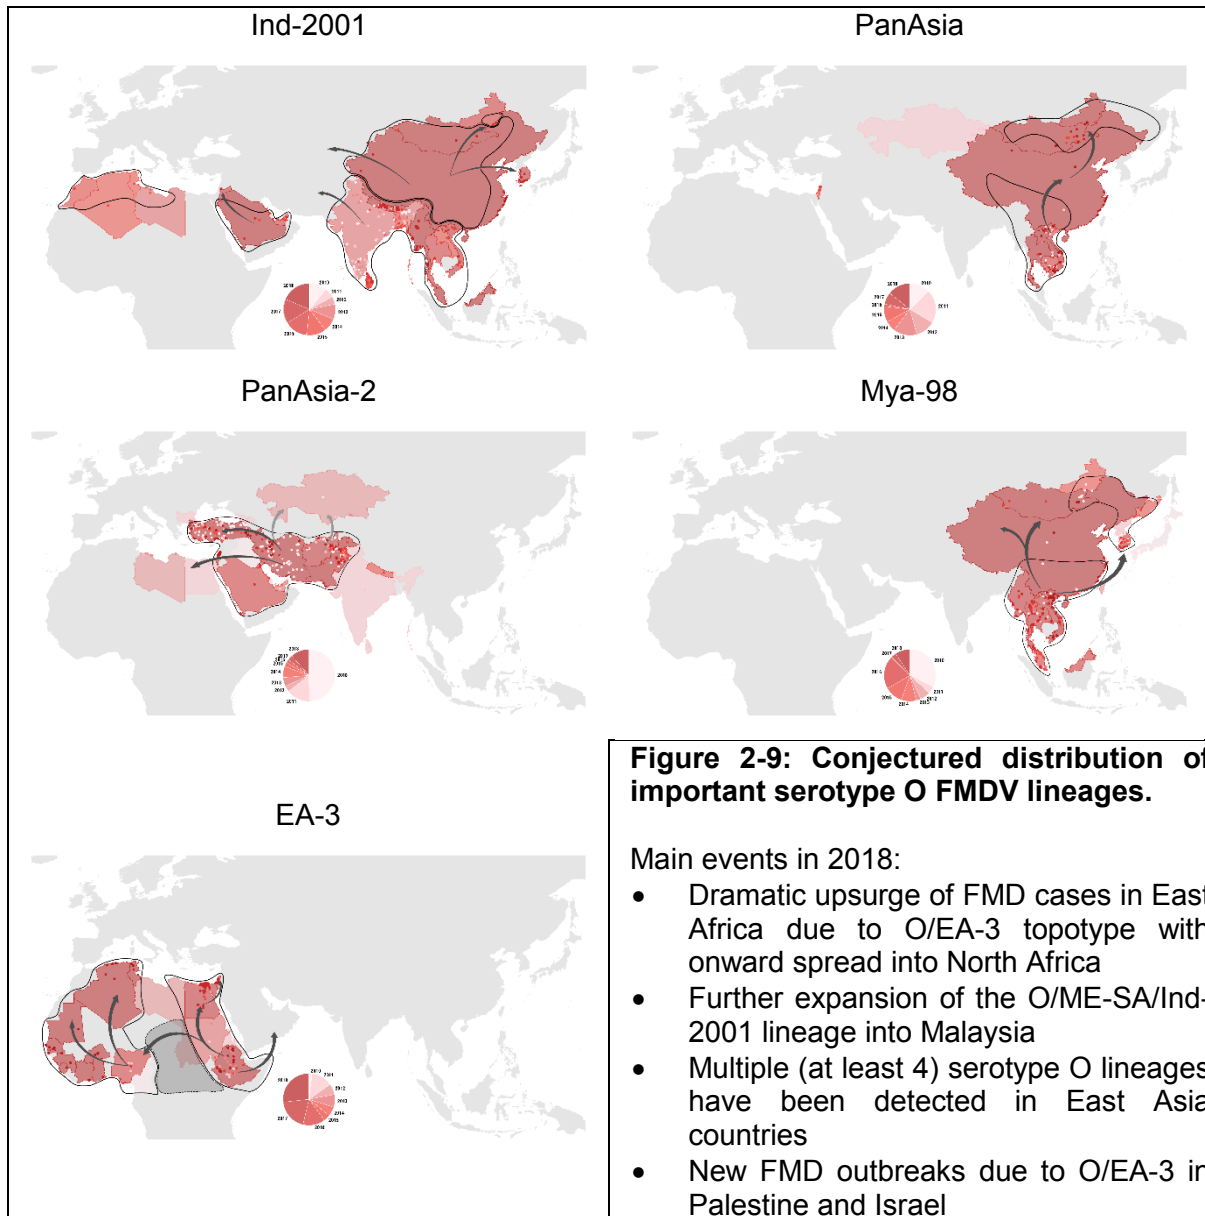 Ind-2001
PanAsia
PanAsia-2
Mya-98
EA-3
Figure 2-9: Conjectured distribution of
important serotype O FMDV lineages.
Main events in 2018:
• Dramatic upsurge of FMD cases in East
Africa due to O/EA-3 topotype with
onward spread into North Africa
• Further expansion of the O/ME-SA/Ind-
2001 lineage into Malaysia
• Multiple (at least 4) serotype O lineages
have been detected in East Asia
countries
• New FMD outbreaks due to O/EA-3 in
Palestine and Israel